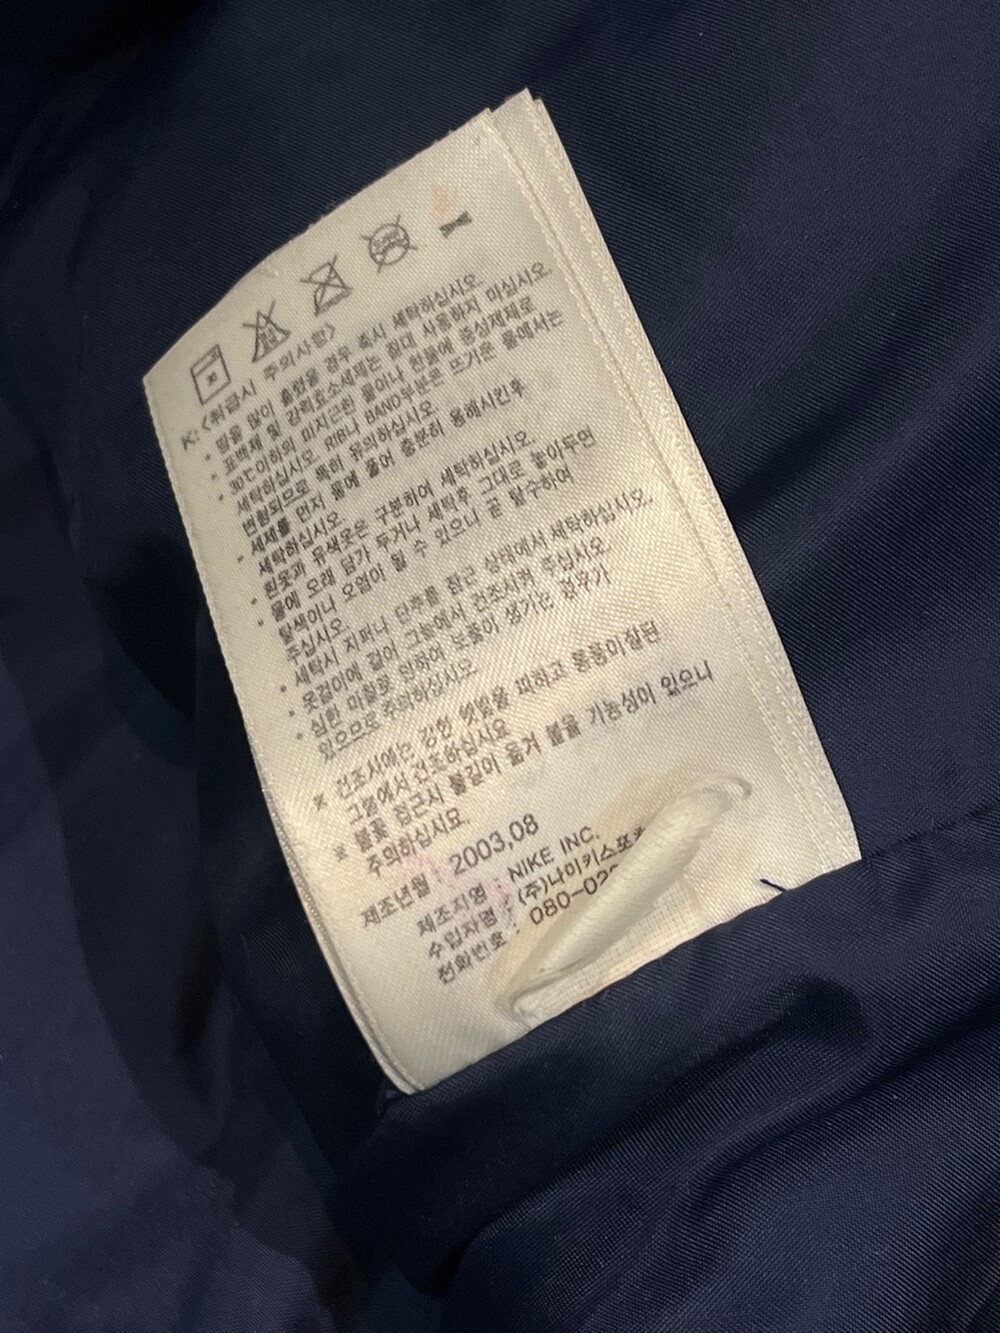 K: <취급시 주의사항>
• 땀을 많이 흘렸을 경우 즉시 세탁하십시오
• 표백제 및 강력효소세제는 절대 사용하지 마십시오.
• 30℃이하의 미지근한 물이나 찬물에 중성세제로
세탁하십시오. RIB나 BAND부분은 뜨거운 물에서는
변형되므로 특히 유의하십시오.
• 세제를 먼저 물에 풀어 충분히 용해시킨후
세탁하십시오.
• 흰옷과 유색옷은 구분하여 세탁하십시오.
• 물에 오래 담가 두거나 세탁후 그대로 놓아두면
탈색이나 오염이 될 수 있으니 곧 탈수하여
주십시오.
• 세탁시 지퍼나 단추를 잠근 상태에서 세탁하십시오.
• 옷걸이에 걸어 그늘에서 건조시켜 주십시오.
• 심한 마찰로 인하여 보풀이 생기는 경우가
있으므로 주의하십시오.
※ 건조시에는 강한 햇빛을 피하고 통풍이잘된
그늘에서 건조하십시요
※ 불꽃 접근시 불길이 옮겨 붙을 가능성이 있으니
주의하십시요.
제조년월 : 2003,08
제조자명 : NIKE INC.
수입자명 : (주)나이키스포츠
전화번호 : 080-022